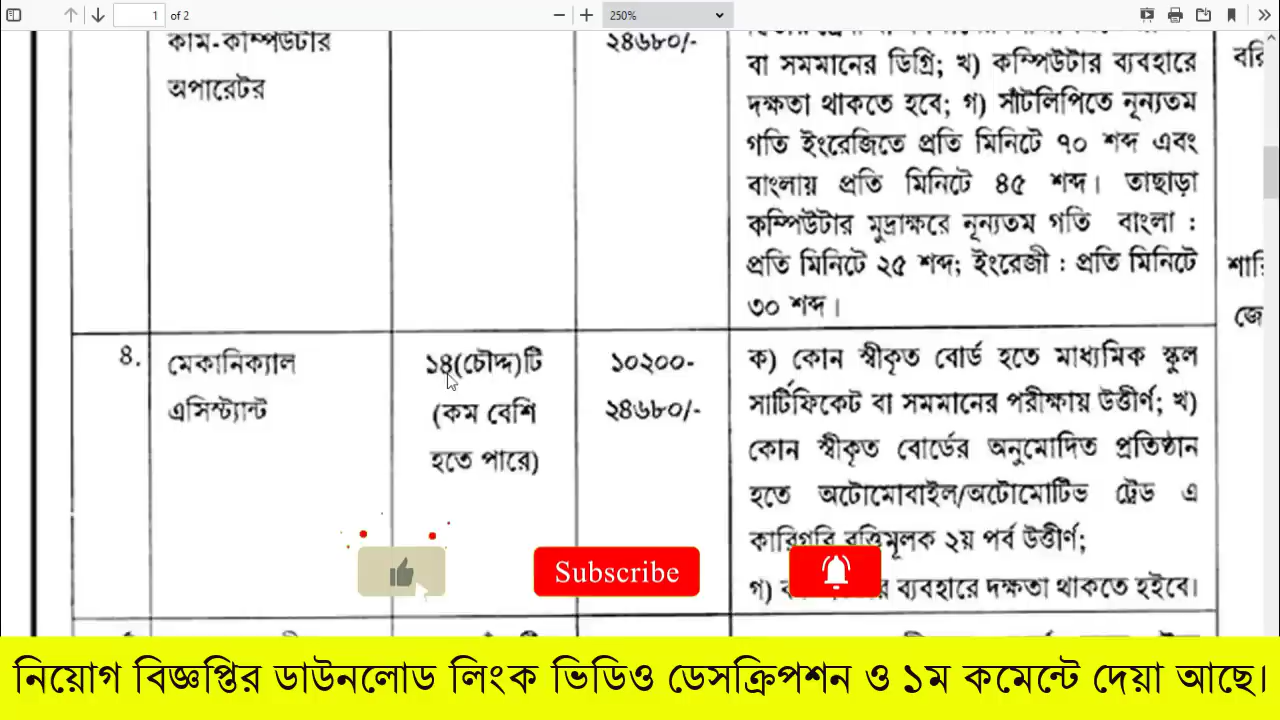 1 of 2 250%
কাম-কম্পিউটার
অপারেটর
২৪৬৮০/-
বা সমমানের ডিগ্রি; খ) কম্পিউটার ব্যবহারে
দক্ষতা থাকতে হবে; গ) সাঁটলিপিতে নূন্যতম
গতি ইংরেজিতে প্রতি মিনিটে ৭০ শব্দ এবং
বাংলায় প্রতি মিনিটে ৪৫ শব্দ। তাছাড়া
কম্পিউটার মুদ্রাক্ষরে নূন্যতম গতি বাংলা :
প্রতি মিনিটে ২৫ শব্দ; ইংরেজী : প্রতি মিনিটে
৩০ শব্দ।
৪.
মেকানিক্যাল
এসিস্ট্যান্ট
১৪(চৌদ্দ)টি
(কম বেশি
হতে পারে)
১০২০০-
২৪৬৮০/-
ক) কোন স্বীকৃত বোর্ড হতে মাধ্যমিক স্কুল
সার্টিফিকেট বা সমমানের পরীক্ষায় উত্তীর্ণ; খ)
কোন স্বীকৃত বোর্ডের অনুমোদিত প্রতিষ্ঠান
হতে অটোমোবাইল/অটোমোটিভ ট্রেড এ
কারিগরি বৃত্তিমূলক ২য় পর্ব উত্তীর্ণ;
গ) ব্যবহারে দক্ষতা থাকতে হইবে।
Subscribe
নিয়োগ বিজ্ঞপ্তির ডাউনলোড লিংক ভিডিও ডেসক্রিপশন ও ১ম কমেন্টে দেয়া আছে।